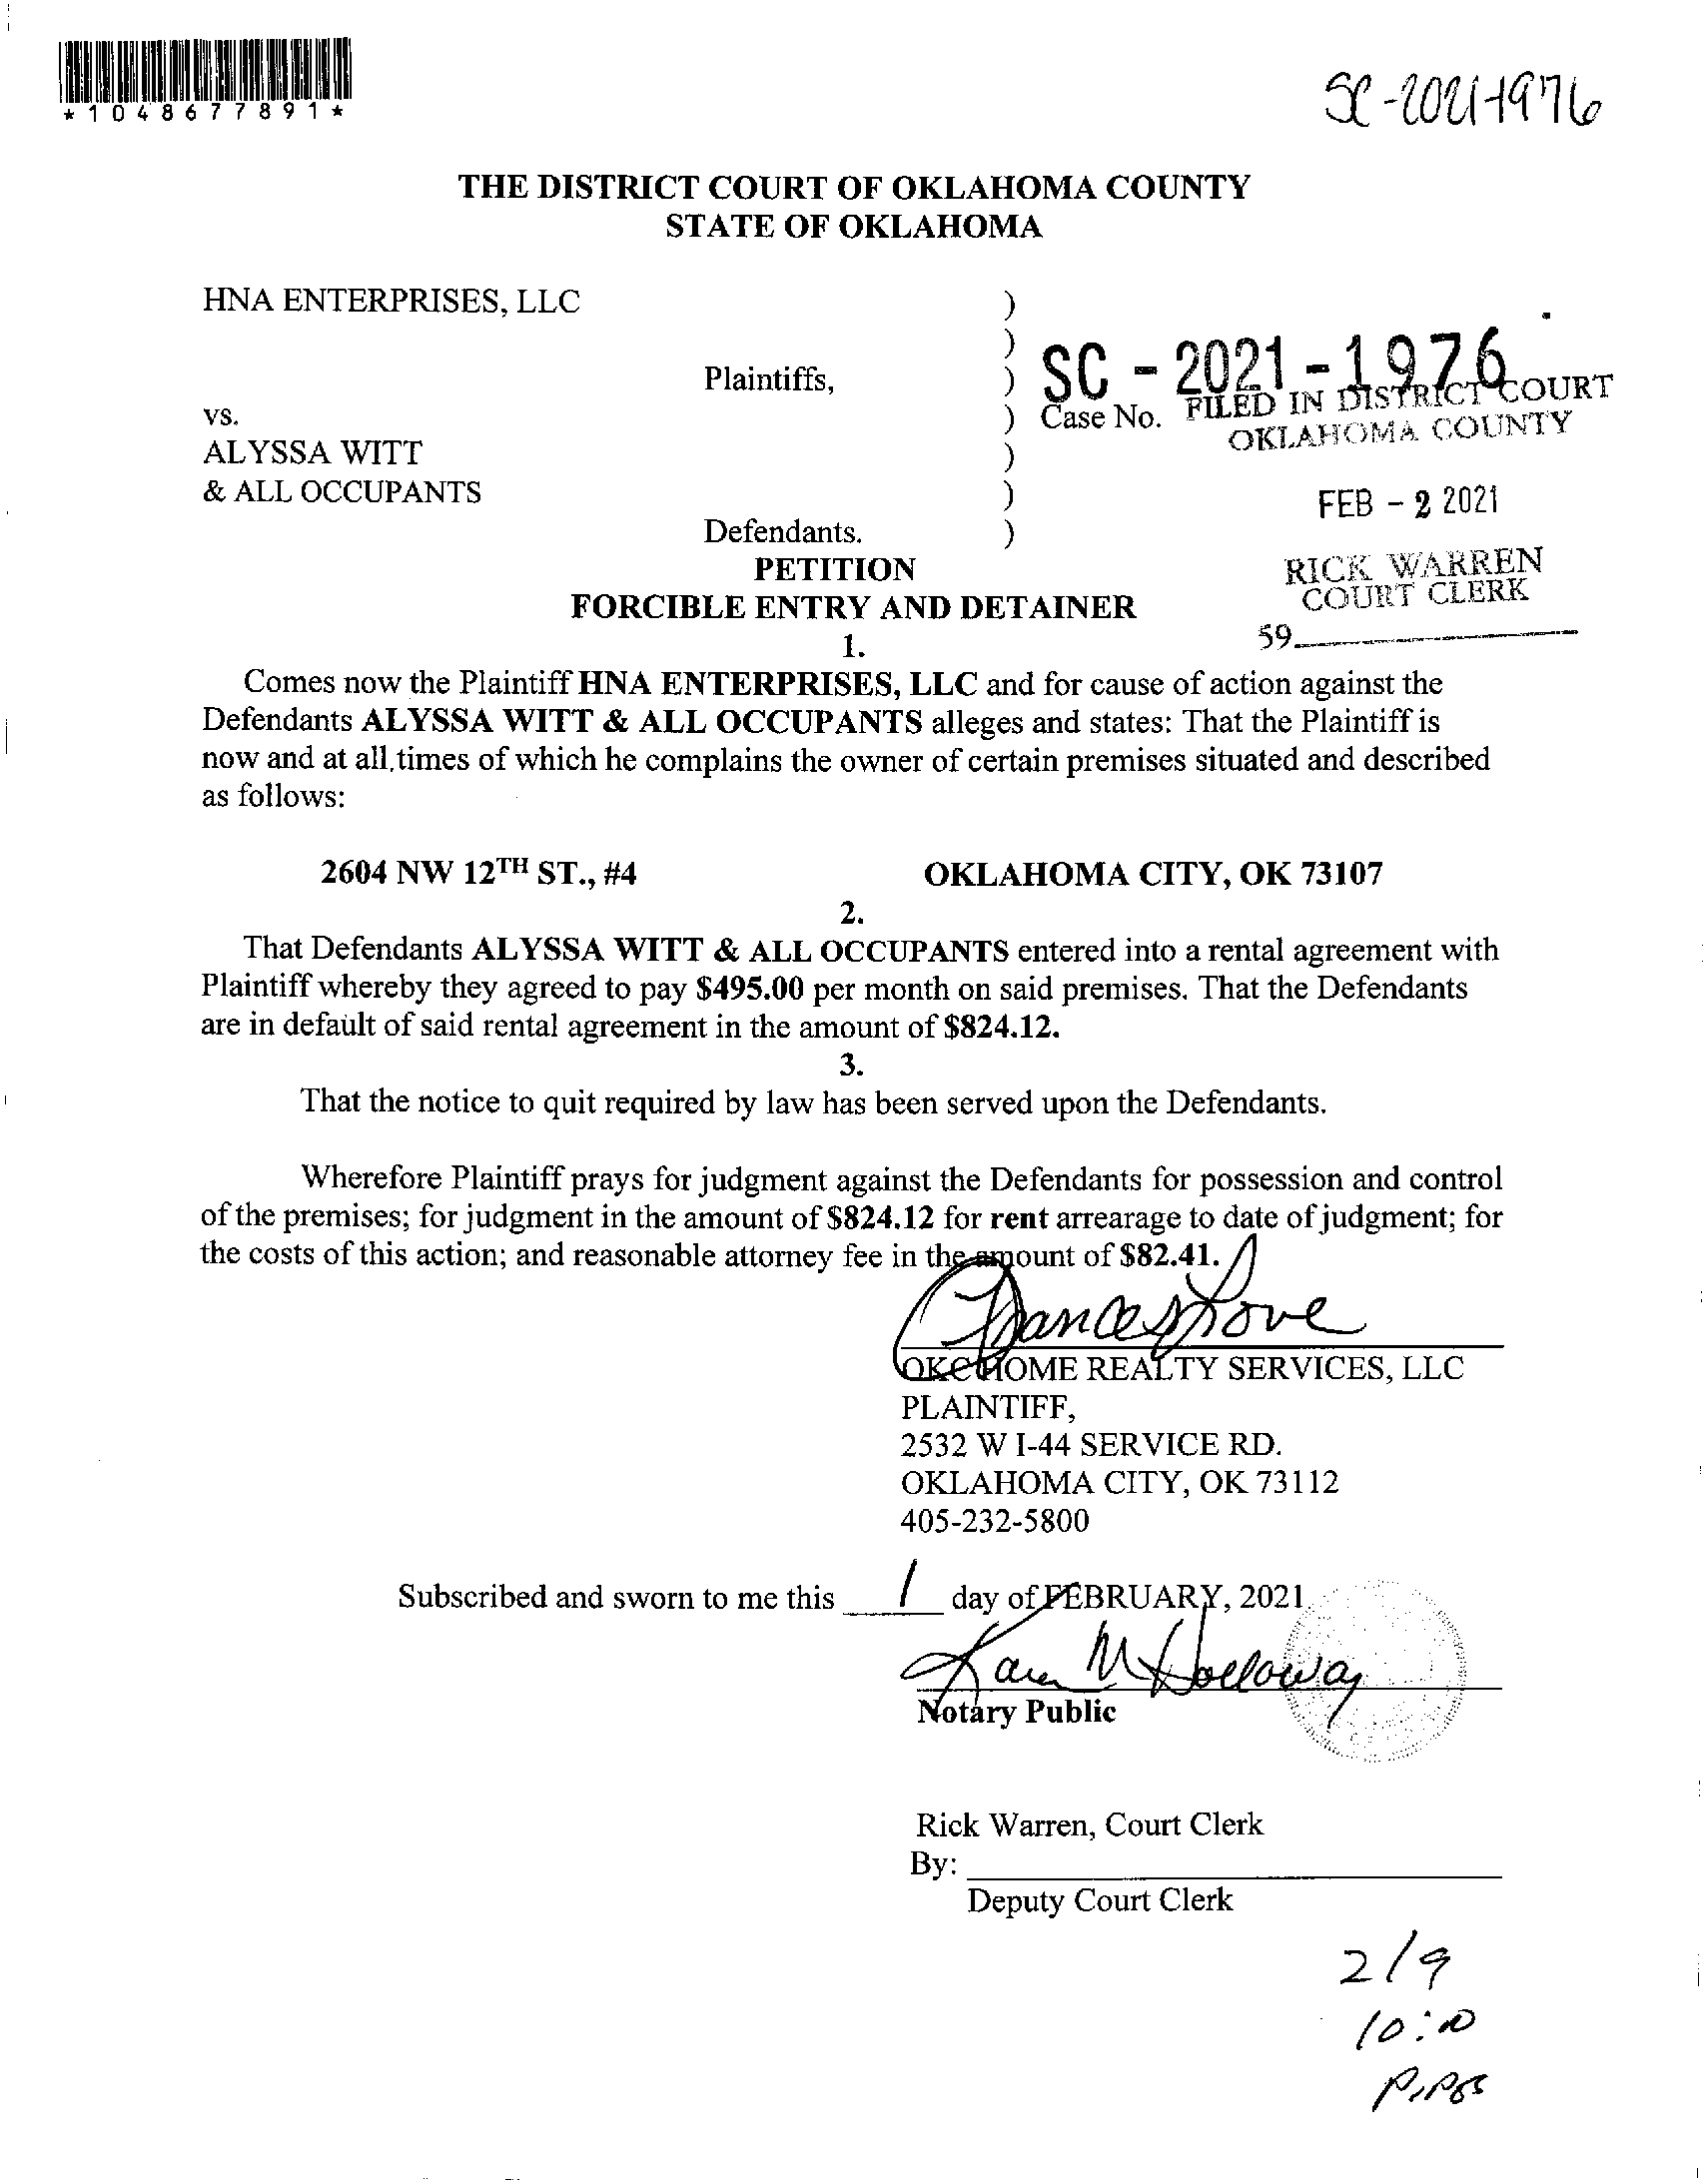 *1048677891*
SC-2021-1976
THE DISTRICT COURT OF OKLAHOMA COUNTY
STATE OF OKLAHOMA
HNA ENTERPRISES, LLC )
)
Plaintiffs, ) SC - 2021 - 1976
vs. ) Case No. FILED IN DISTRICT COURT
OKLAHOMA COUNTY
ALYSSA WITT )
& ALL OCCUPANTS )
FEB - 2 2021
Defendants. )
PETITION
RICK WARREN
COURT CLERK
FORCIBLE ENTRY AND DETAINER
59
1.
Comes now the Plaintiff HNA ENTERPRISES, LLC and for cause of action against the
Defendants ALYSSA WITT & ALL OCCUPANTS alleges and states: That the Plaintiff is
now and at all times of which he complains the owner of certain premises situated and described
as follows:
2604 NW 12TH ST., #4 OKLAHOMA CITY, OK 73107
2.
That Defendants ALYSSA WITT & ALL OCCUPANTS entered into a rental agreement with
Plaintiff whereby they agreed to pay $495.00 per month on said premises. That the Defendants
are in default of said rental agreement in the amount of $824.12.
3.
That the notice to quit required by law has been served upon the Defendants.
Wherefore Plaintiff prays for judgment against the Defendants for possession and control
of the premises; for judgment in the amount of $824.12 for rent arrearage to date of judgment; for
the costs of this action; and reasonable attorney fee in the amount of $82.41.
Frances Love
OKC HOME REALTY SERVICES, LLC
PLAINTIFF,
2532 W I-44 SERVICE RD.
OKLAHOMA CITY, OK 73112
405-232-5800
Subscribed and sworn to me this 1 day of FEBRUARY, 2021
M Holloway
Notary Public
Rick Warren, Court Clerk
By:
Deputy Court Clerk
2/9
10:00